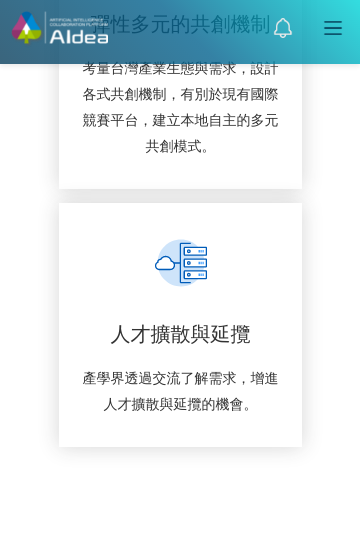 彈性多元的共創機制
ARTIFICIAL INTELLIGENCE
COLLABORATION PLATFORM
AIdea
考量台灣產業生態與需求，設計
各式共創機制，有別於現有國際
競賽平台，建立本地自主的多元
共創模式。
人才擴散與延攬
產學界透過交流了解需求，增進
人才擴散與延攬的機會。